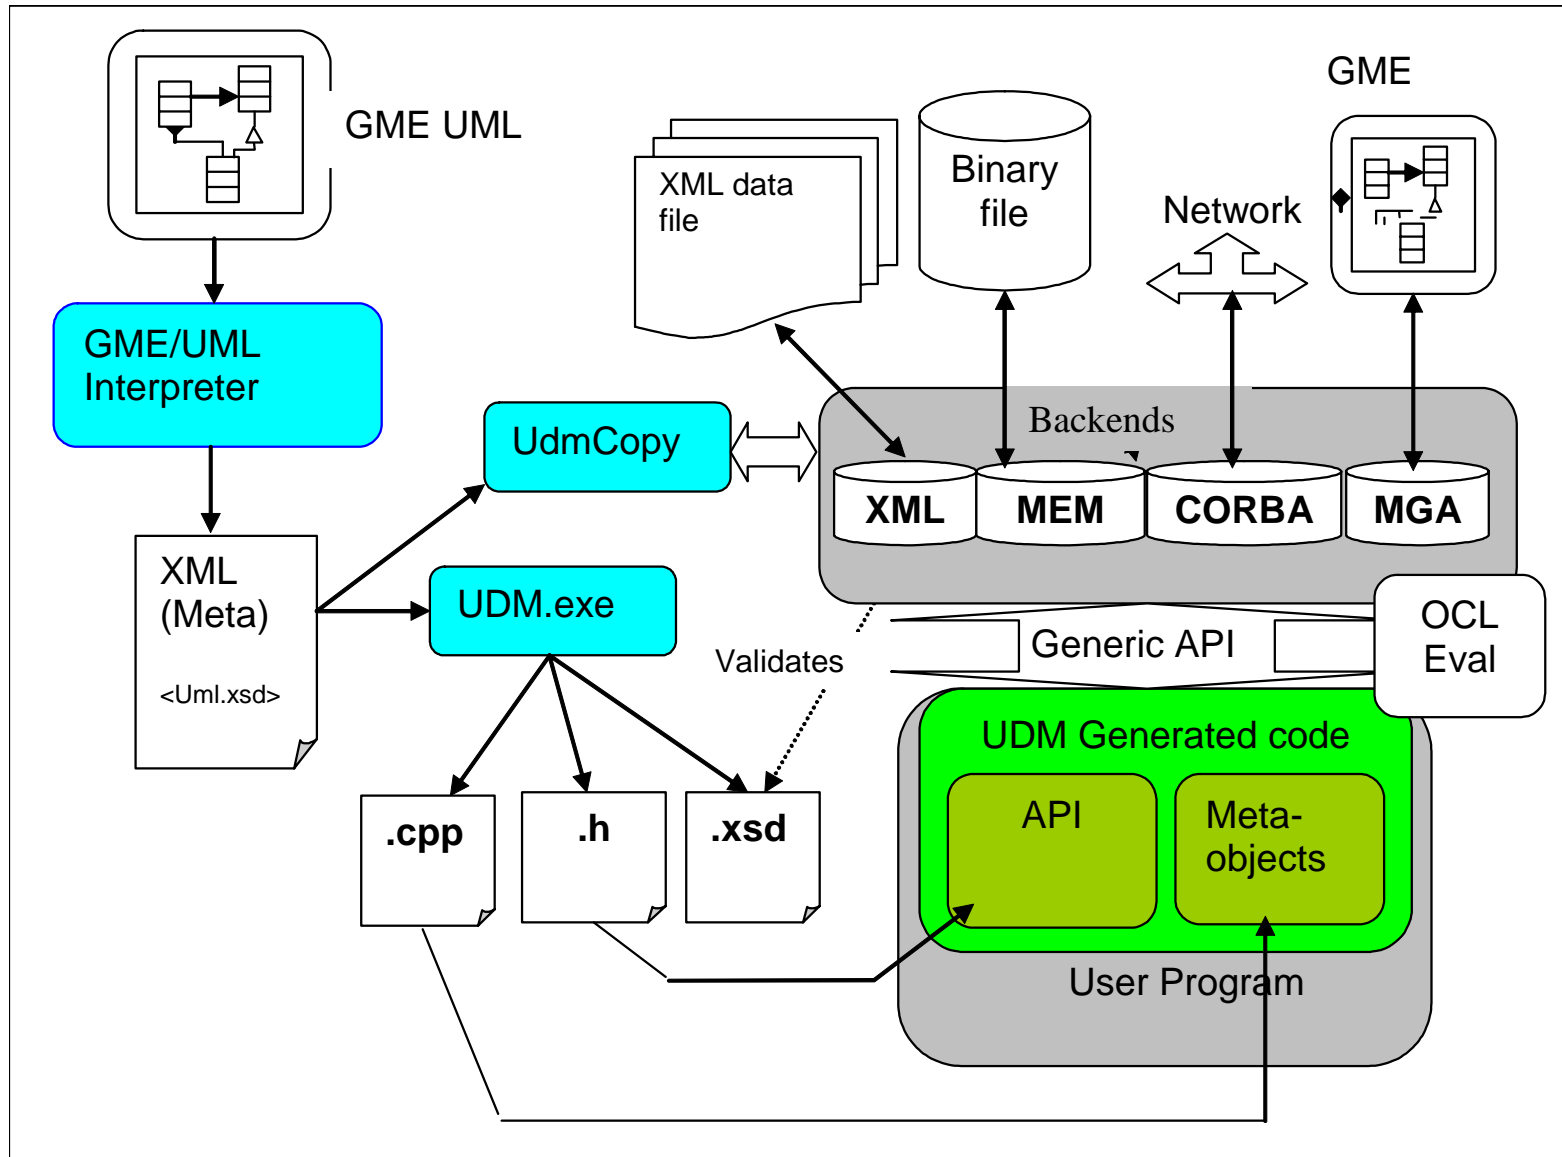 GME UML
GME
XML data
file
Binary
file
Network
GME/UML
Interpreter
UdmCopy
Backends
XML
MEM
CORBA
MGA
XML
(Meta)
<Uml.xsd>
UDM.exe
Validates
Generic API
OCL
Eval
UDM Generated code
.cpp
.h
.xsd
API
Meta-
objects
User Program